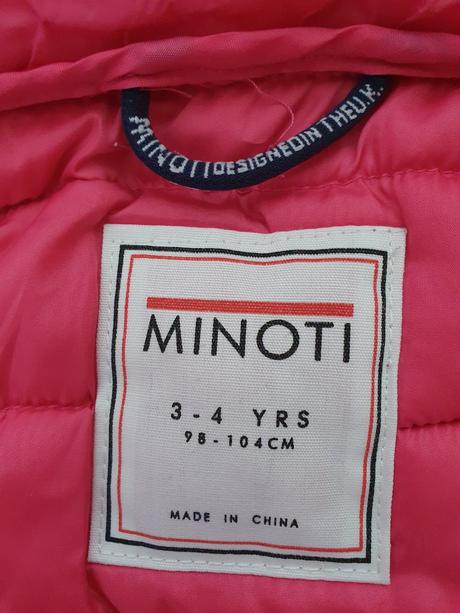 MINOTI DESIGNED IN THE U.K.
MINOTI
3 - 4 YRS
98 - 104CM
MADE IN CHINA